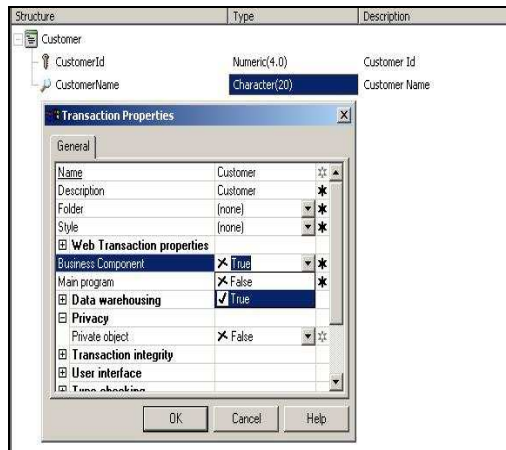 Structure Type Description
Customer
CustomerId Numeric(4.0) Customer Id
CustomerName Character(20) Customer Name
Transaction Properties
General
Name Customer
Description Customer
Folder (none)
Style (none)
Web Transaction properties
Business Component True
Main program False
Data warehousing True
Privacy
Private object False
Transaction integrity
User interface
Type checking
OK Cancel Help